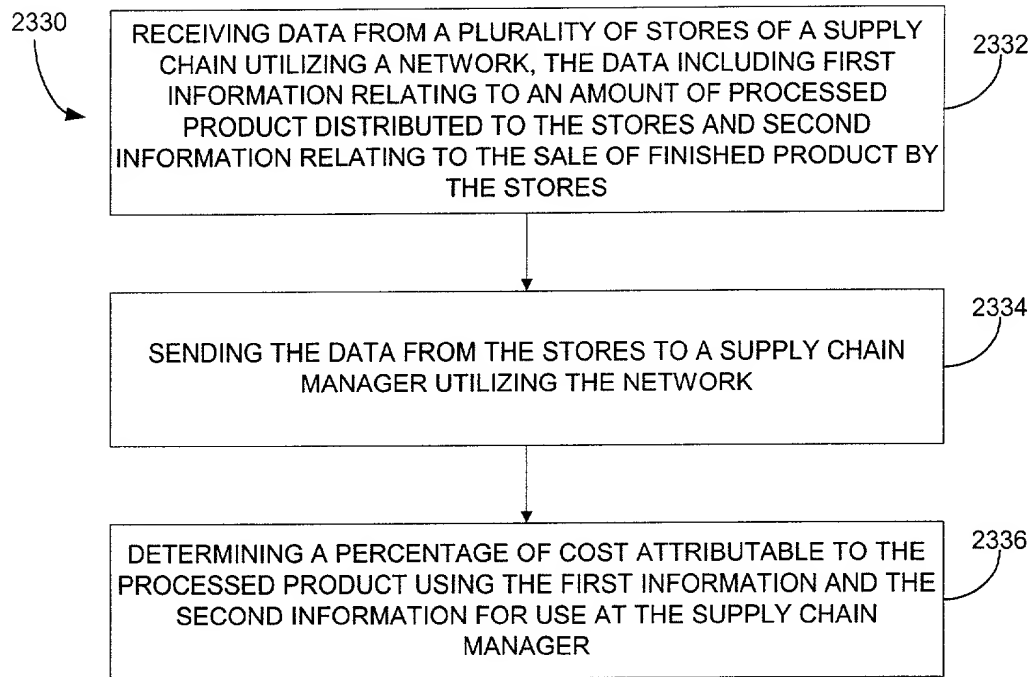 2330
RECEIVING DATA FROM A PLURALITY OF STORES OF A SUPPLY
CHAIN UTILIZING A NETWORK, THE DATA INCLUDING FIRST
INFORMATION RELATING TO AN AMOUNT OF PROCESSED
PRODUCT DISTRIBUTED TO THE STORES AND SECOND
INFORMATION RELATING TO THE SALE OF FINISHED PRODUCT BY
THE STORES
2332
SENDING THE DATA FROM THE STORES TO A SUPPLY CHAIN
MANAGER UTILIZING THE NETWORK
2334
DETERMINING A PERCENTAGE OF COST ATTRIBUTABLE TO THE
PROCESSED PRODUCT USING THE FIRST INFORMATION AND THE
SECOND INFORMATION FOR USE AT THE SUPPLY CHAIN
MANAGER
2336